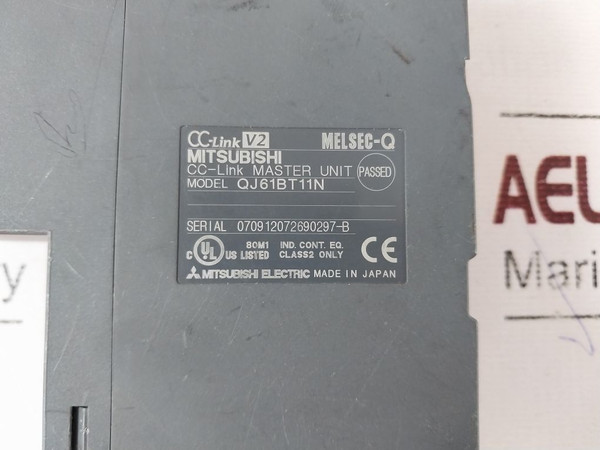 CC-Link V2 MELSEC-Q
MITSUBISHI
CC-Link MASTER UNIT PASSED
MODEL QJ61BT11N
SERIAL 070912072690297-B
C UL US LISTED 80M1 IND. CONT. EQ. CLASS2 ONLY CE
MITSUBISHI ELECTRIC MADE IN JAPAN
AEL
Mari
y